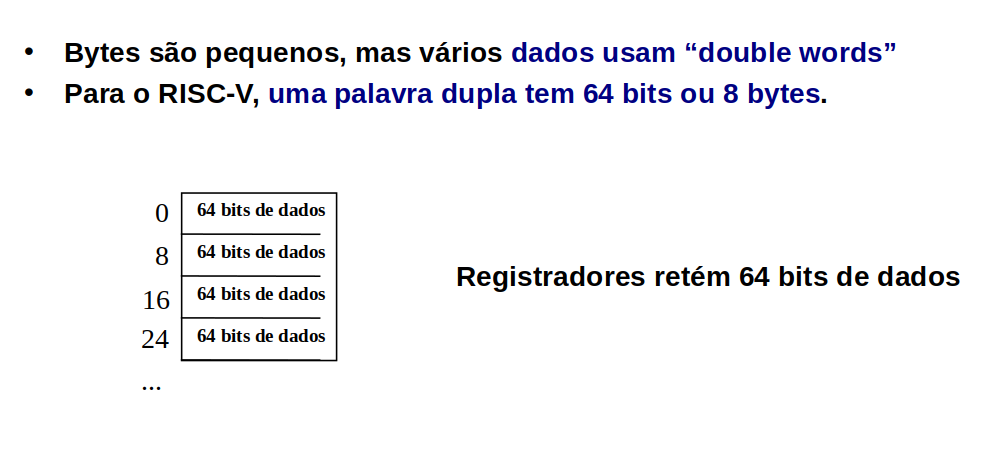 • Bytes são pequenos, mas vários dados usam “double words”
• Para o RISC-V, uma palavra dupla tem 64 bits ou 8 bytes.
0 64 bits de dados
8 64 bits de dados
Registradores retém 64 bits de dados
16 64 bits de dados
24 64 bits de dados
...